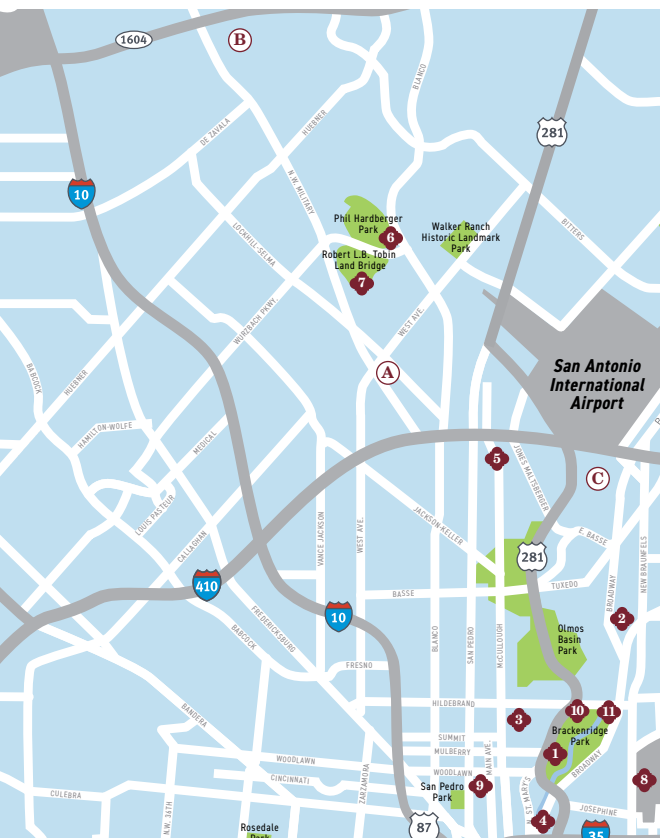 1604
B
BLANCO
281
DE ZAVALA
HUEBNER
10
N.W. MILITARY
Phil Hardberger
Park
6
Walker Ranch
Historic Landmark
Park
BITTERS
LOCKHILL-SELMA
Robert L.B. Tobin
Land Bridge
7
WURZBACH PKWY.
WEST AVE.
A
San Antonio
International
Airport
BABCOCK
HUEBNER
HAMILTON-WOLFE
MEDICAL
5
JONES MALTSBERGER
C
LOUIS PASTEUR
CALLAGHAN
VANCE JACKSON
WEST AVE.
JACKSON-KELLER
E. BASSE
281
NEW BRAUNFELS
410
BASSE
TUXEDO
BROADWAY
2
10
FREDERICKSBURG
BABCOCK
BLANCO
SAN PEDRO
McCULLOUGH
Olmos
Basin
Park
FRESNO
BANDERA
HILDEBRAND
3
10
11
Brackenridge
Park
SUMMIT
MULBERRY
MAIN AVE.
1
WOODLAWN
WOODLAWN
BROADWAY
CINCINNATI
ZARZAMORA
San Pedro
Park
9
ST. MARY'S
8
CULEBRA
N.W. 36TH
JOSEPHINE
4
Rosedale
Park
87
35